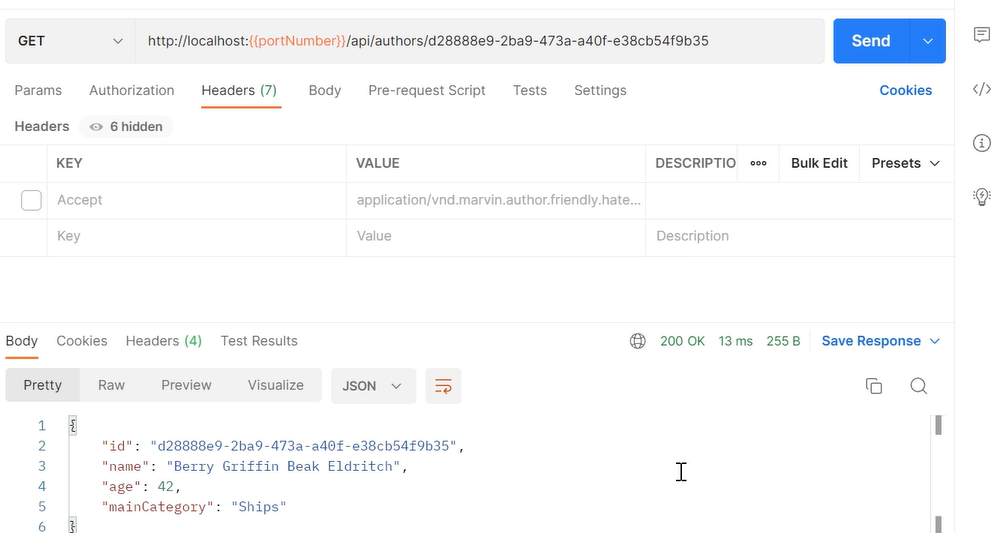 GET http://localhost:{{portNumber}}/api/authors/d28888e9-2ba9-473a-a40f-e38cb54f9b35 Send
Params Authorization Headers (7) Body Pre-request Script Tests Settings Cookies
Headers 6 hidden
KEY VALUE DESCRIPTIO ooo Bulk Edit Presets
Accept application/vnd.marvin.author.friendly.hate...
Key Value Description
Body Cookies Headers (4) Test Results 200 OK 13 ms 255 B Save Response
Pretty Raw Preview Visualize JSON
1 {
2 "id": "d28888e9-2ba9-473a-a40f-e38cb54f9b35",
3 "name": "Berry Griffin Beak Eldritch",
4 "age": 42,
5 "mainCategory": "Ships"
6 }